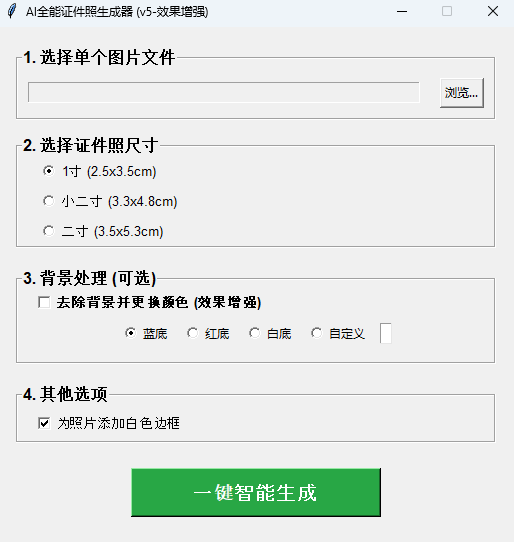 AI全能证件照生成器 (v5-效果增强)
1. 选择单个图片文件
浏览...
2. 选择证件照尺寸
1寸 (2.5x3.5cm)
小二寸 (3.3x4.8cm)
二寸 (3.5x5.3cm)
3. 背景处理 (可选)
去除背景并更换颜色 (效果增强)
蓝底 红底 白底 自定义
4. 其他选项
为照片添加白色边框
一键智能生成